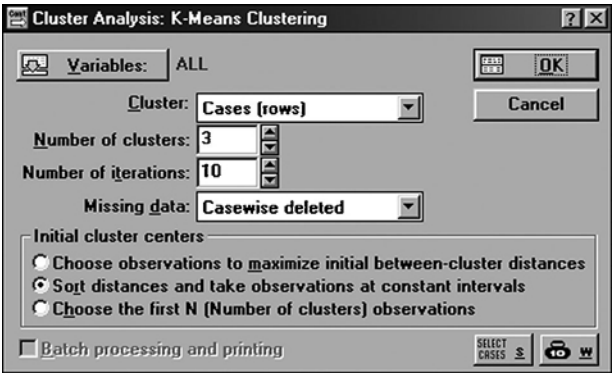 Cluster Analysis: K-Means Clustering
Variables: ALL
OK
Cluster: Cases (rows)
Cancel
Number of clusters: 3
Number of iterations: 10
Missing data: Casewise deleted
Initial cluster centers
Choose observations to maximize initial between-cluster distances
Sort distances and take observations at constant intervals
Choose the first N (Number of clusters) observations
Batch processing and printing
SELECT CASES S
10 W